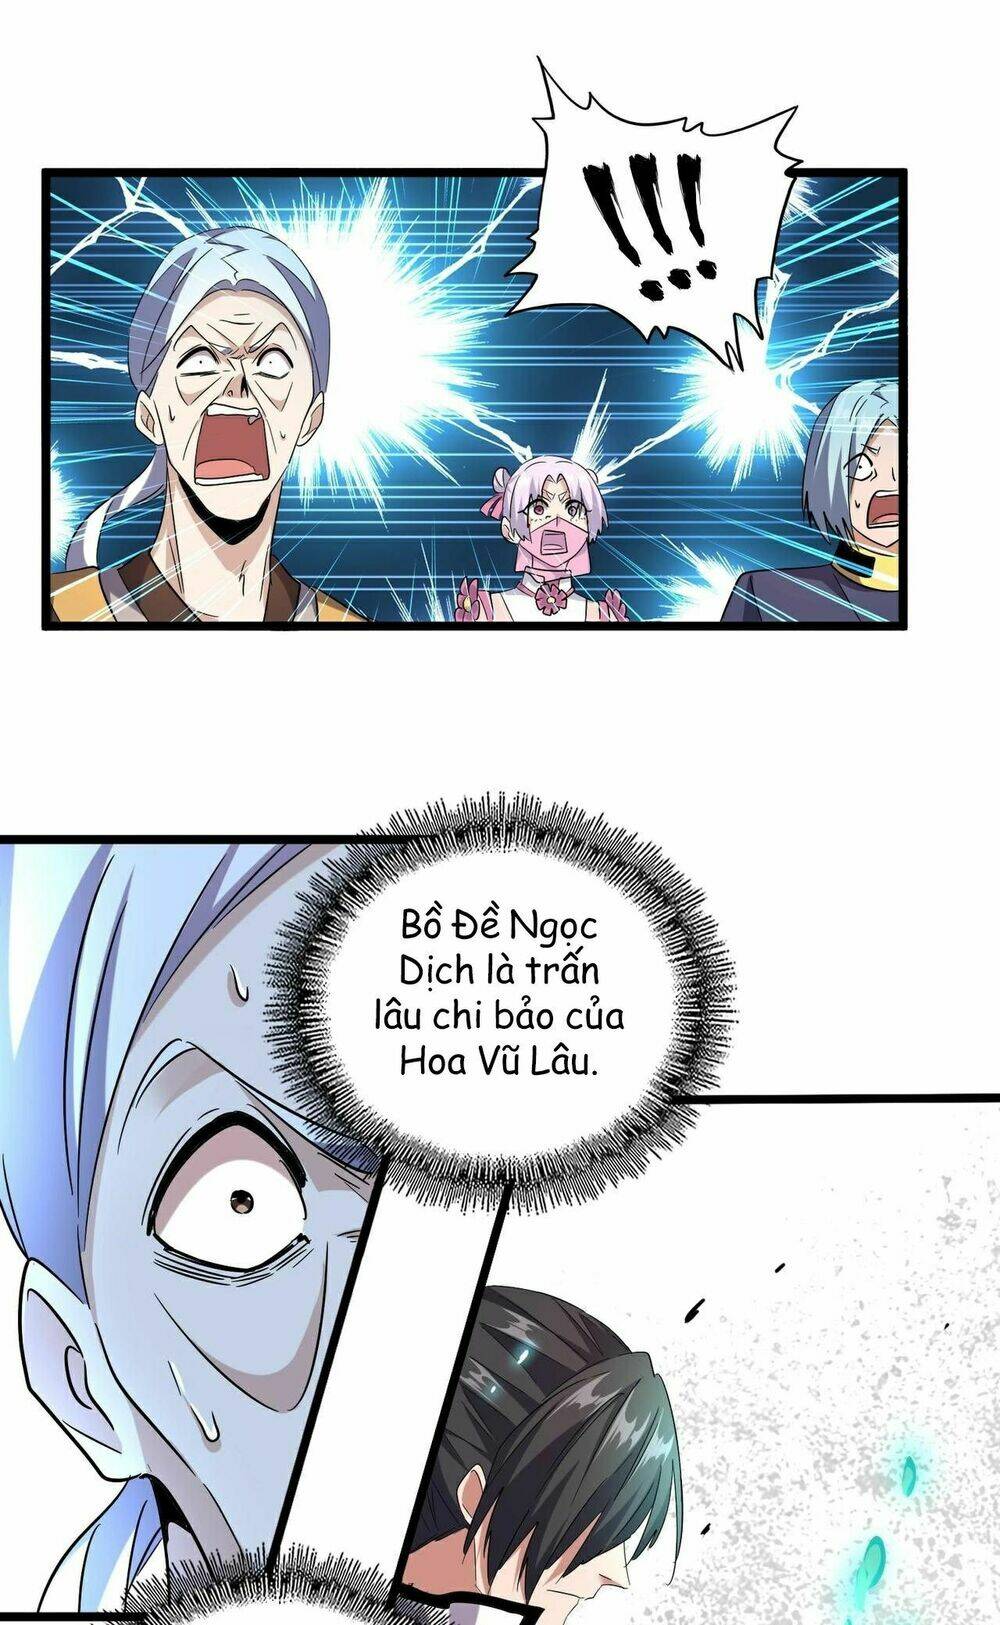 !!!
Bồ Đề Ngọc
Dịch là trấn
lâu chi bảo của
Hoa Vũ Lâu.